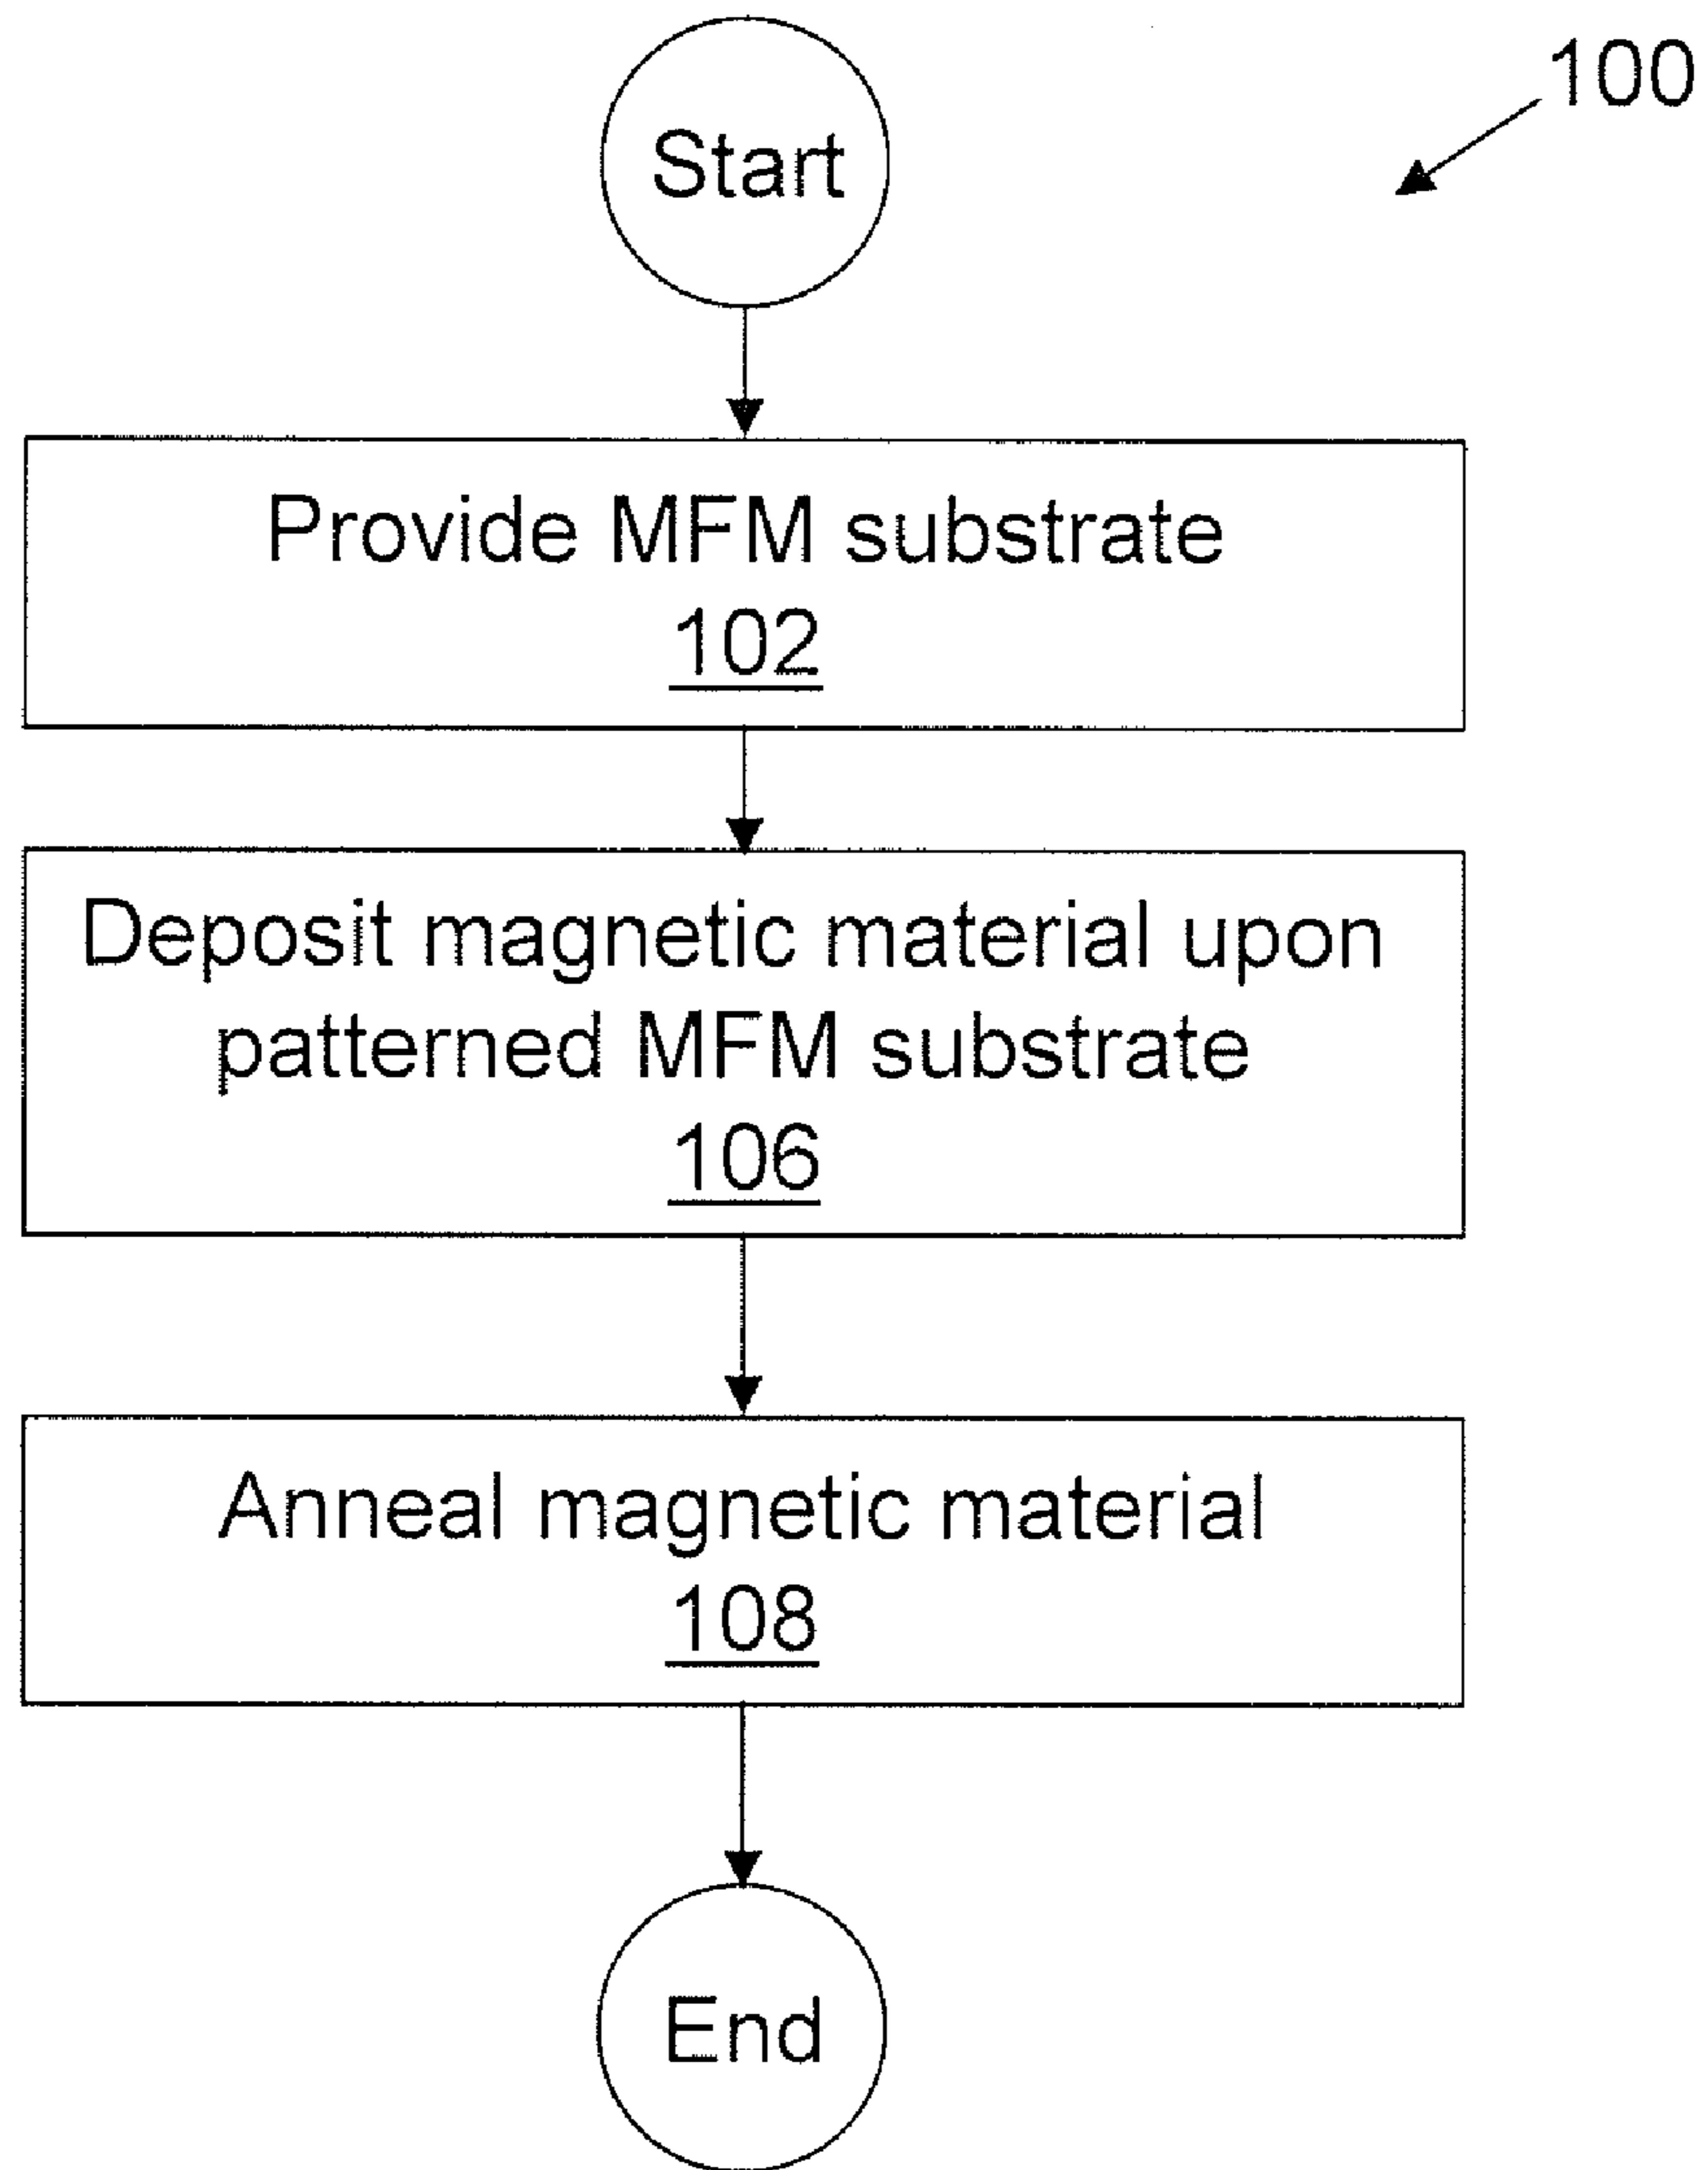 100
Start
Provide MFM substrate
102
Deposit magnetic material upon
patterned MFM substrate
106
Anneal magnetic material
108
End